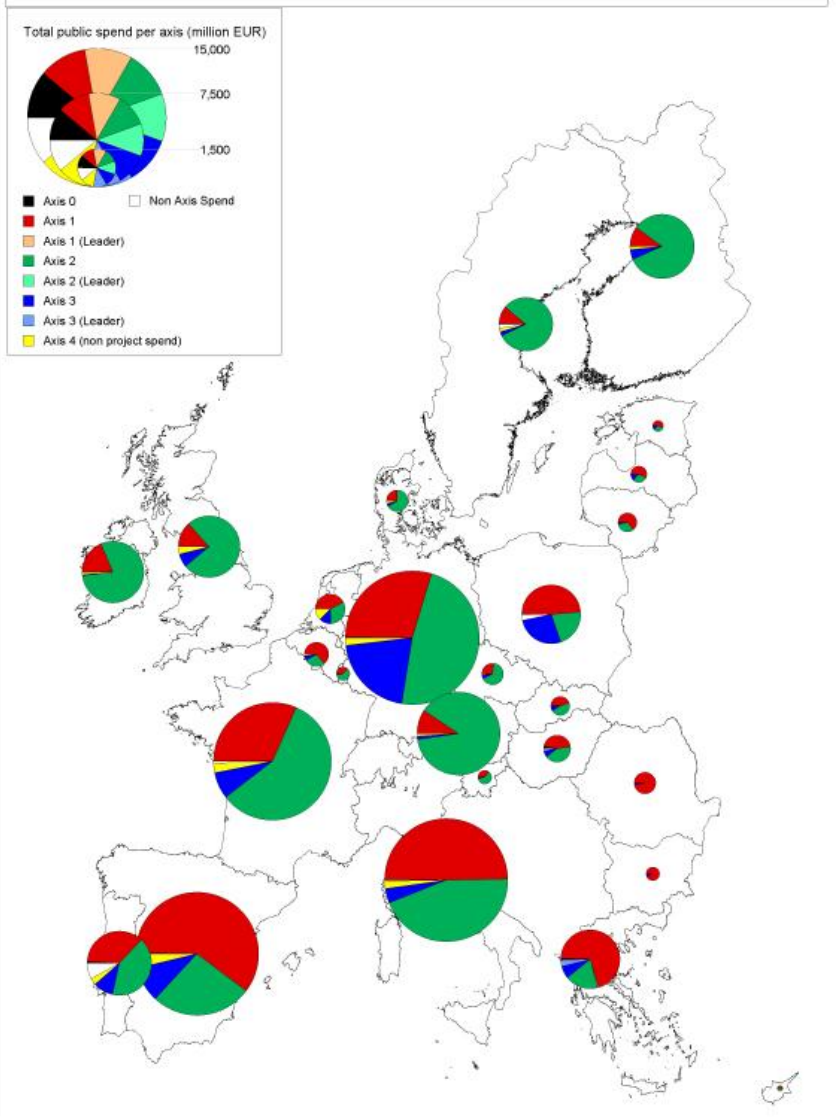 Total public spend per axis (million EUR)
15,000
7,500
1,500
Axis 0
Non Axis Spend
Axis 1
Axis 1 (Leader)
Axis 2
Axis 2 (Leader)
Axis 3
Axis 3 (Leader)
Axis 4 (non project spend)